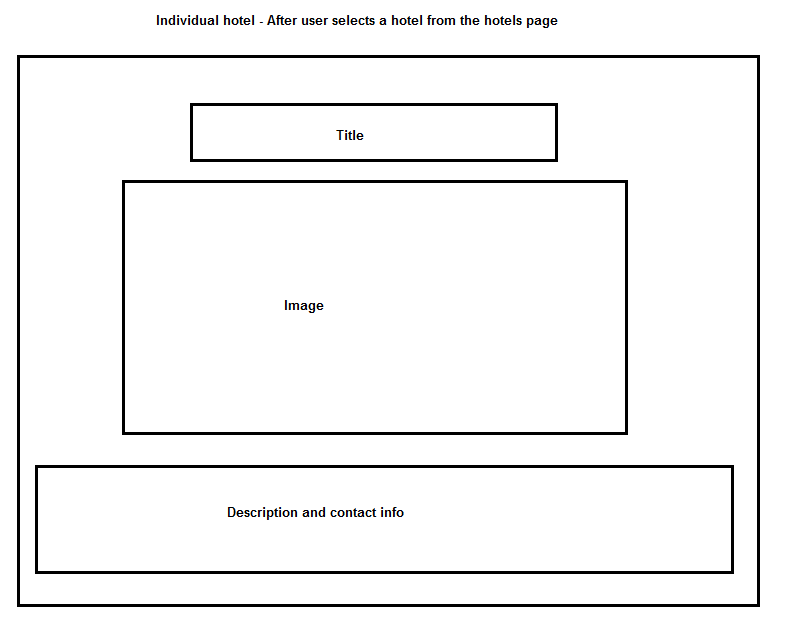 Individual hotel - After user selects a hotel from the hotels page
Title
Image
Description and contact info